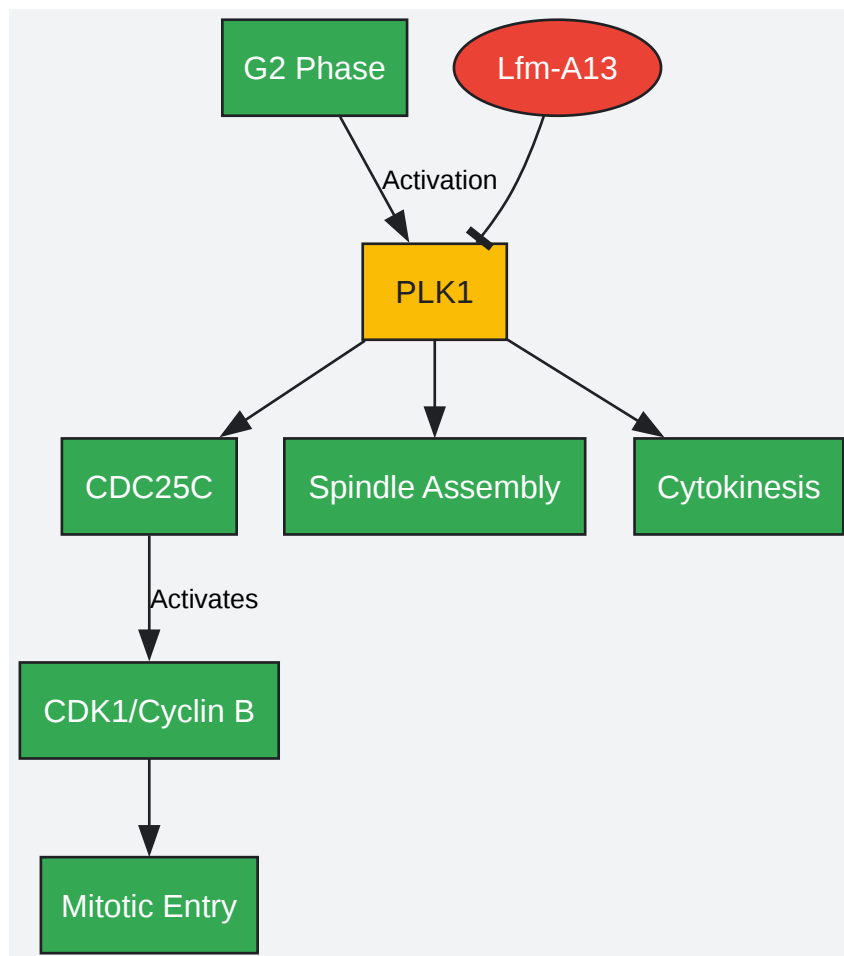 G2 Phase
Lfm-A13
Activation
PLK1
CDC25C
Spindle Assembly
Cytokinesis
Activates
CDK1/Cyclin B
Mitotic Entry